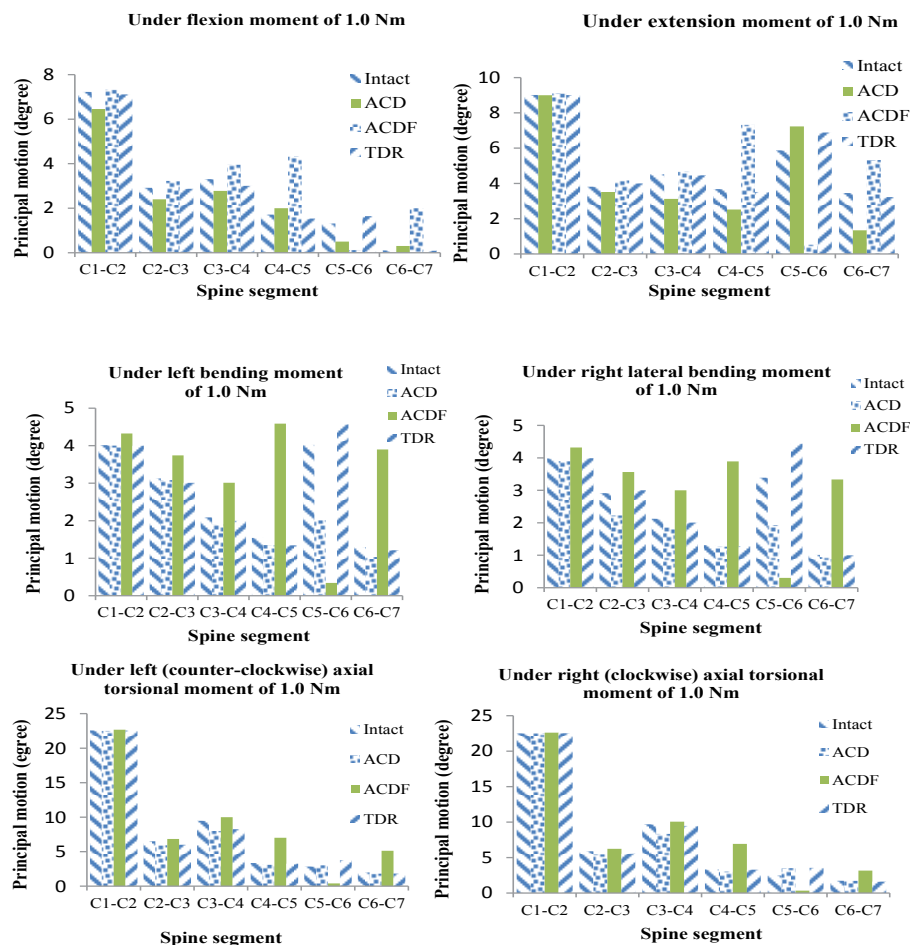 Under flexion moment of 1.0 Nm
Principal motion (degree)
8
6
4
2
0
Intact
ACD
ACDF
TDR
C1-C2 C2-C3 C3-C4 C4-C5 C5-C6 C6-C7
Spine segment
Under extension moment of 1.0 Nm
Principal motion (degree)
10
8
6
4
2
0
Intact
ACD
ACDF
TDR
C1-C2 C2-C3 C3-C4 C4-C5 C5-C6 C6-C7
Spine segment
Under left bending moment
of 1.0 Nm
Principal motion (degree)
5
4
3
2
1
0
Intact
ACD
ACDF
TDR
C1-C2 C2-C3 C3-C4 C4-C5 C5-C6 C6-C7
Spine segment
Under right lateral bending moment
of 1.0 Nm
Principal motion (degree)
5
4
3
2
1
0
Intact
ACD
ACDF
TDR
C1-C2 C2-C3 C3-C4 C4-C5 C5-C6 C6-C7
Spine segment
Under left (counter-clockwise) axial
torsional moment of 1.0 Nm
Principal motion (egree)
25
20
15
10
5
0
Intact
ACD
ACDF
TDR
C1-C2 C2-C3 C3-C4 C4-C5 C5-C6 C6-C7
Spine segment
Under right (clockwise) axial torsional
moment of 1.0 Nm
Principal motion (degree)
25
20
15
10
5
0
Intact
ACD
ACDF
TDR
C1-C2 C2-C3 C3-C4 C4-C5 C5-C6 C6-C7
Spine segment